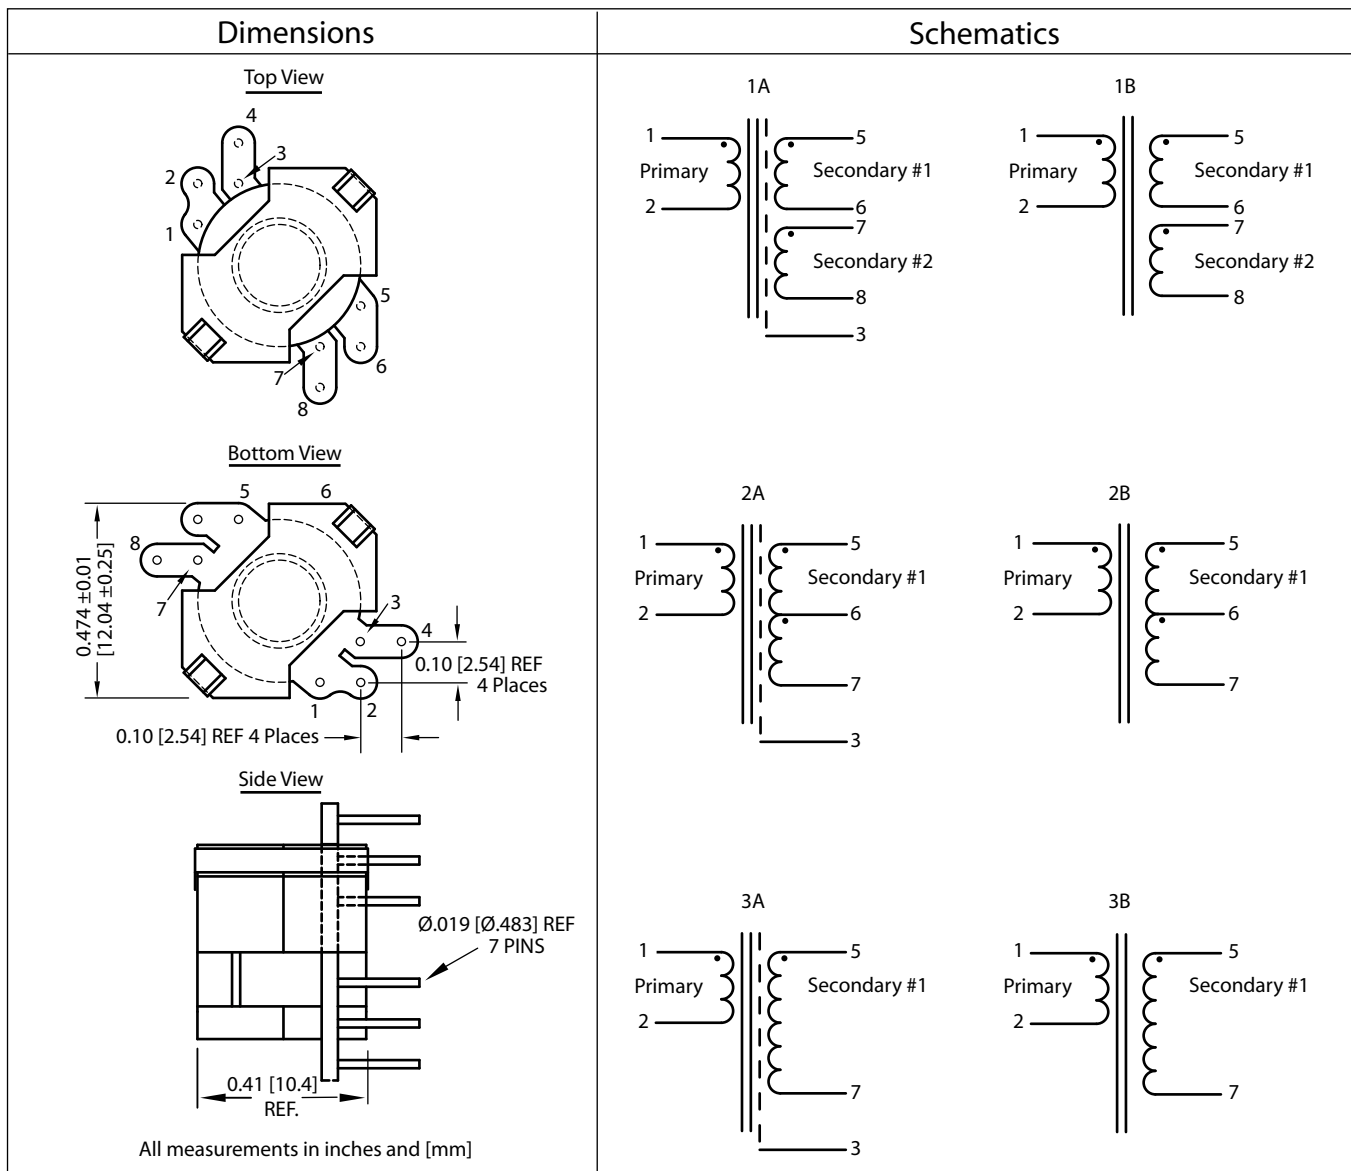 Dimensions
Top View
4
3
2
1
5
6
7
8
Bottom View
5
6
8
7
3
4
1
2
0.474 ±0.01
[12.04 ±0.25]
0.10 [2.54] REF
4 Places
0.10 [2.54] REF 4 Places
Side View
Ø.019 [Ø.483] REF
7 PINS
0.41 [10.4]
REF.
All measurements in inches and [mm]
Schematics
1A
1
Primary
2
5
Secondary #1
6
7
Secondary #2
8
3
1B
1
Primary
2
5
Secondary #1
6
7
Secondary #2
8
2A
1
Primary
2
5
Secondary #1
6
7
3
2B
1
Primary
2
5
Secondary #1
6
7
3A
1
Primary
2
5
Secondary #1
7
3
3B
1
Primary
2
5
Secondary #1
7